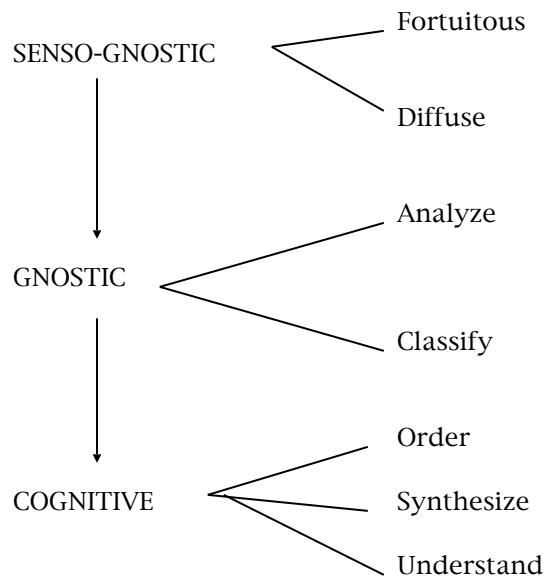 Fortuitous
SENSO-GNOSTIC
Diffuse
Analyze
GNOSTIC
Classify
Order
COGNITIVE
Synthesize
Understand